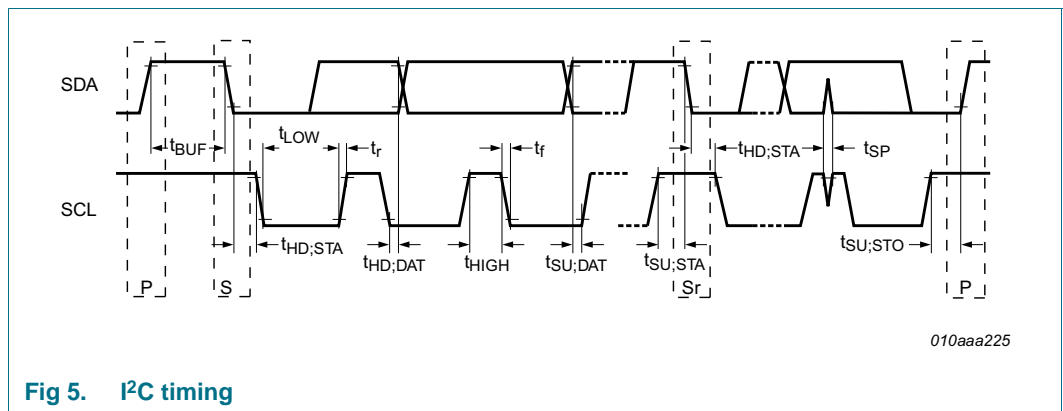 SDA
tBUF
tLOW
tr
tf
tHD;STA
tSP
SCL
tHD;STA
tHD;DAT
tHIGH
tSU;DAT
tSU;STA
tSU;STO
P
S
Sr
P
010aaa225
Fig 5. I2C timing